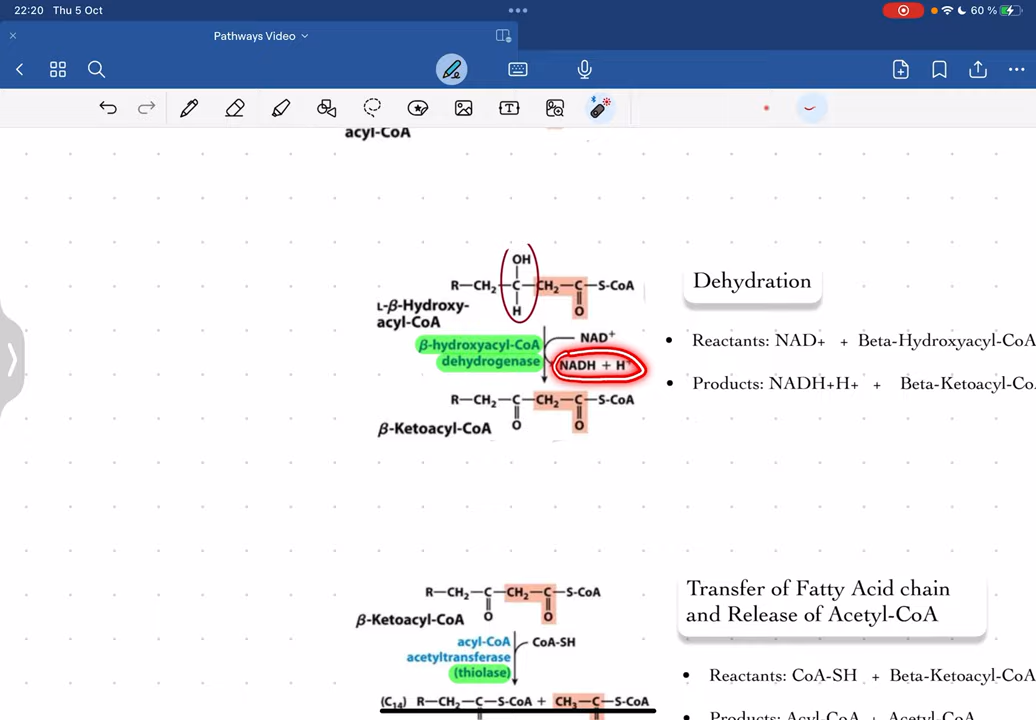 22:20 Thu 5 Oct
60 %
Pathways Video
acyl-CoA
OH
R—CH₂—C—CH₂—C—S-CoA
H
O
L-β-Hydroxy-
acyl-CoA
β-hydroxyacyl-CoA
dehydrogenase
NAD⁺
NADH + H⁺
R—CH₂—C—CH₂—C—S-CoA
O
O
β-Ketoacyl-CoA
Dehydration
• Reactants: NAD+ + Beta-Hydroxyacyl-CoA
• Products: NADH+H+ + Beta-Ketoacyl-Co
R—CH₂—C—CH₂—C—S-CoA
O
O
β-Ketoacyl-CoA
acyl-CoA
acetyltransferase
(thiolase)
CoA-SH
(C₁₄) R—CH₂—C—S-CoA + CH₃—C—S-CoA
Transfer of Fatty Acid chain
and Release of Acetyl-CoA
• Reactants: CoA-SH + Beta-Ketoacyl-CoA
• Products: Acyl-CoA + Acetyl-CoA